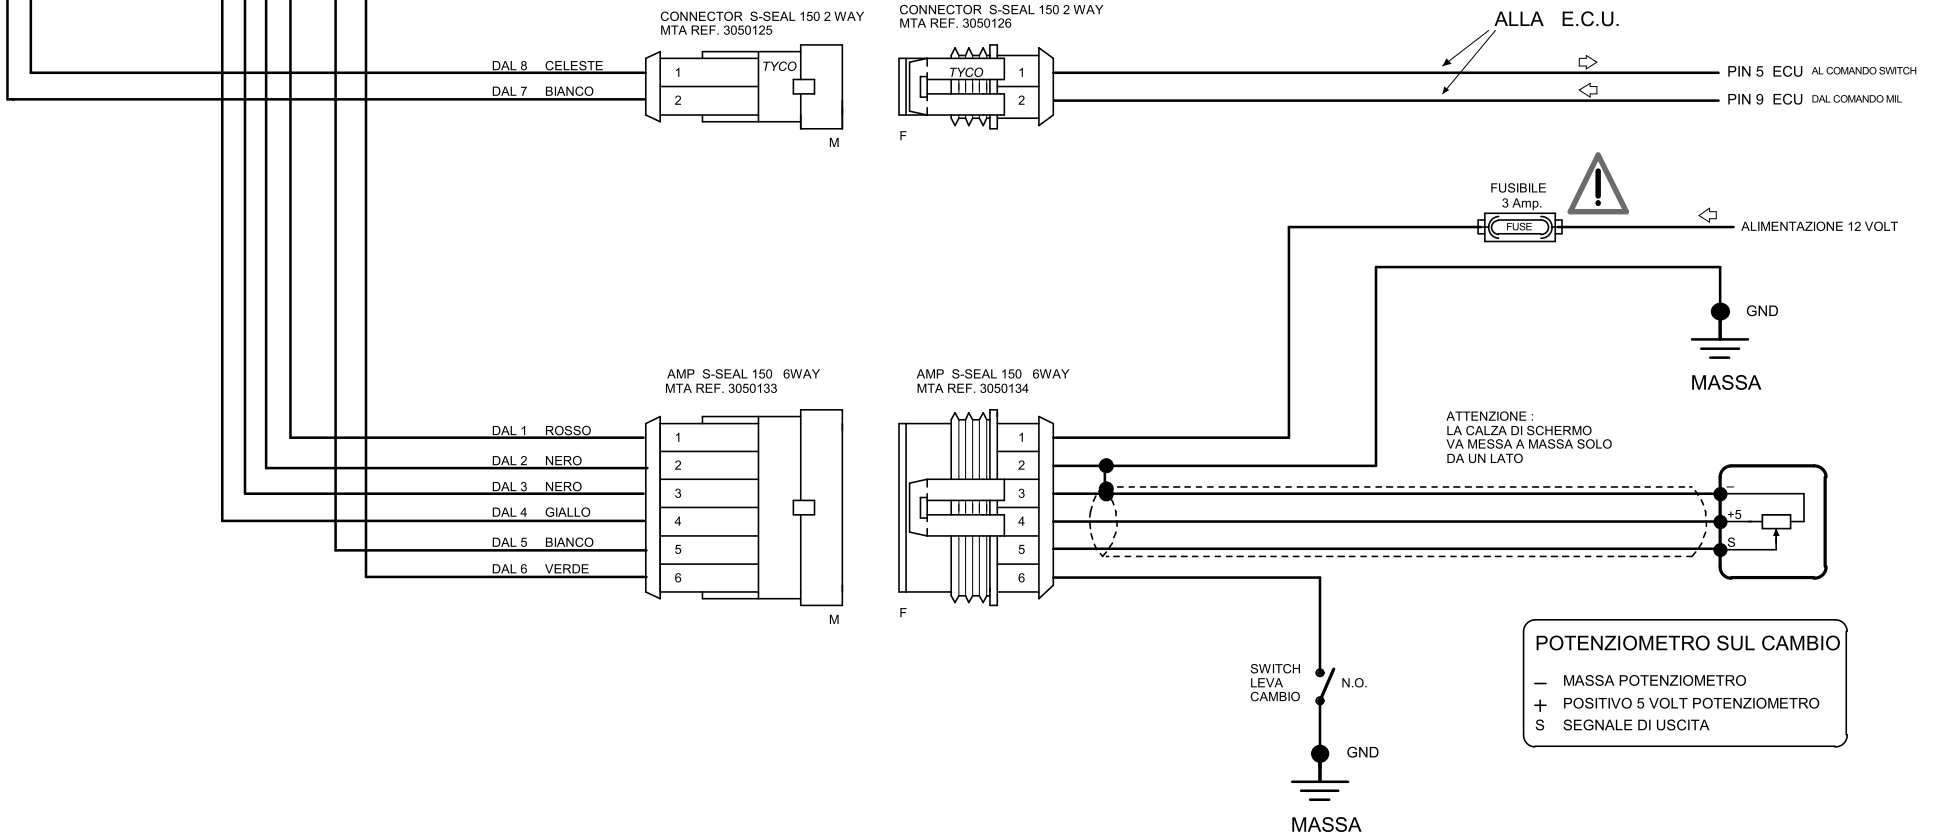 CONNECTOR S-SEAL 150 2 WAY
MTA REF. 3050125
CONNECTOR S-SEAL 150 2 WAY
MTA REF. 3050126
ALLA E.C.U.
DAL 8 CELESTE
DAL 7 BIANCO
1
2
TYCO
M
TYCO
1
2
F
PIN 5 ECU AL COMANDO SWITCH
PIN 9 ECU DAL COMANDO MIL
FUSIBILE
3 Amp.
FUSE
!
ALIMENTAZIONE 12 VOLT
GND
MASSA
AMP S-SEAL 150 6WAY
MTA REF. 3050133
AMP S-SEAL 150 6WAY
MTA REF. 3050134
ATTENZIONE :
LA CALZA DI SCHERMO
VA MESSA A MASSA SOLO
DA UN LATO
DAL 1 ROSSO
DAL 2 NERO
DAL 3 NERO
DAL 4 GIALLO
DAL 5 BIANCO
DAL 6 VERDE
1
2
3
4
5
6
M
1
2
3
4
5
6
F
–
+5
S
SWITCH
LEVA
CAMBIO
N.O.
GND
MASSA
POTENZIOMETRO SUL CAMBIO
– MASSA POTENZIOMETRO
+ POSITIVO 5 VOLT POTENZIOMETRO
S SEGNALE DI USCITA